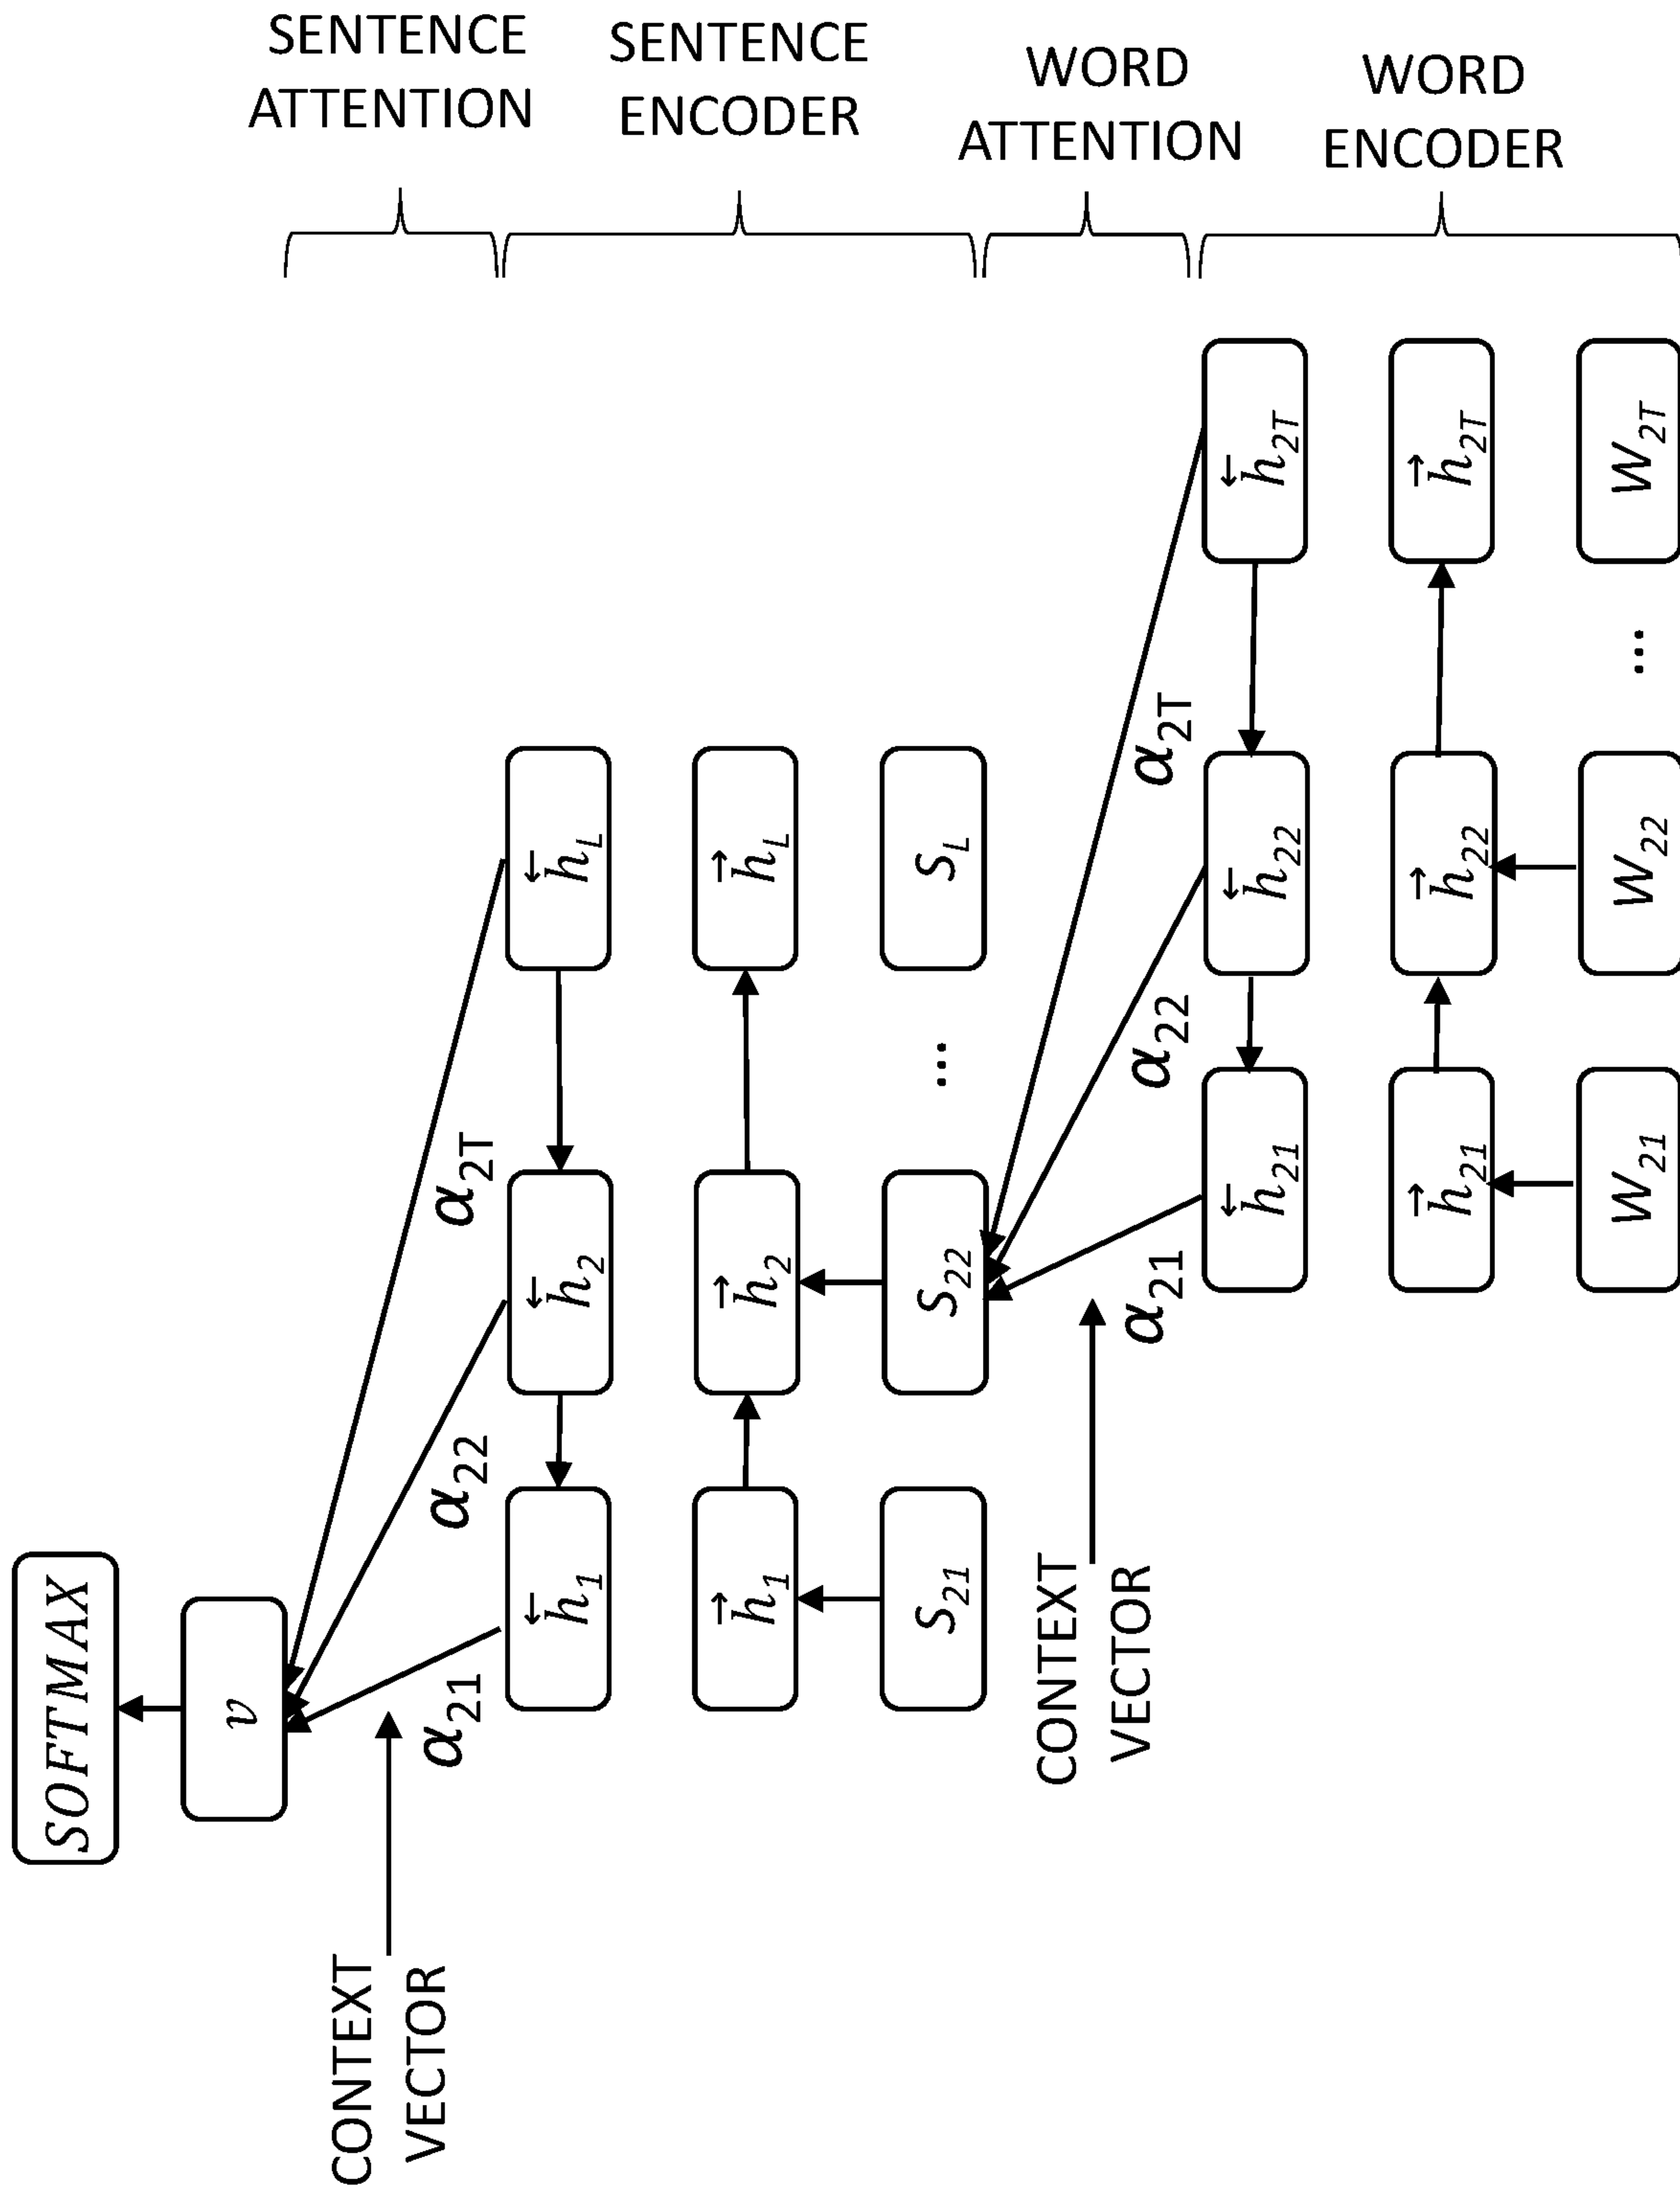 SOFTMAX
v
CONTEXT
VECTOR
α21
α22
α2T
SENTENCE
ATTENTION
←h1
←h2
←hL
→h1
→h2
→hL
S21
S22
...
SL
SENTENCE
ENCODER
CONTEXT
VECTOR
α21
α22
α2T
WORD
ATTENTION
←h21
←h22
←h2T
→h21
→h22
→h2T
W21
W22
...
W2T
WORD
ENCODER